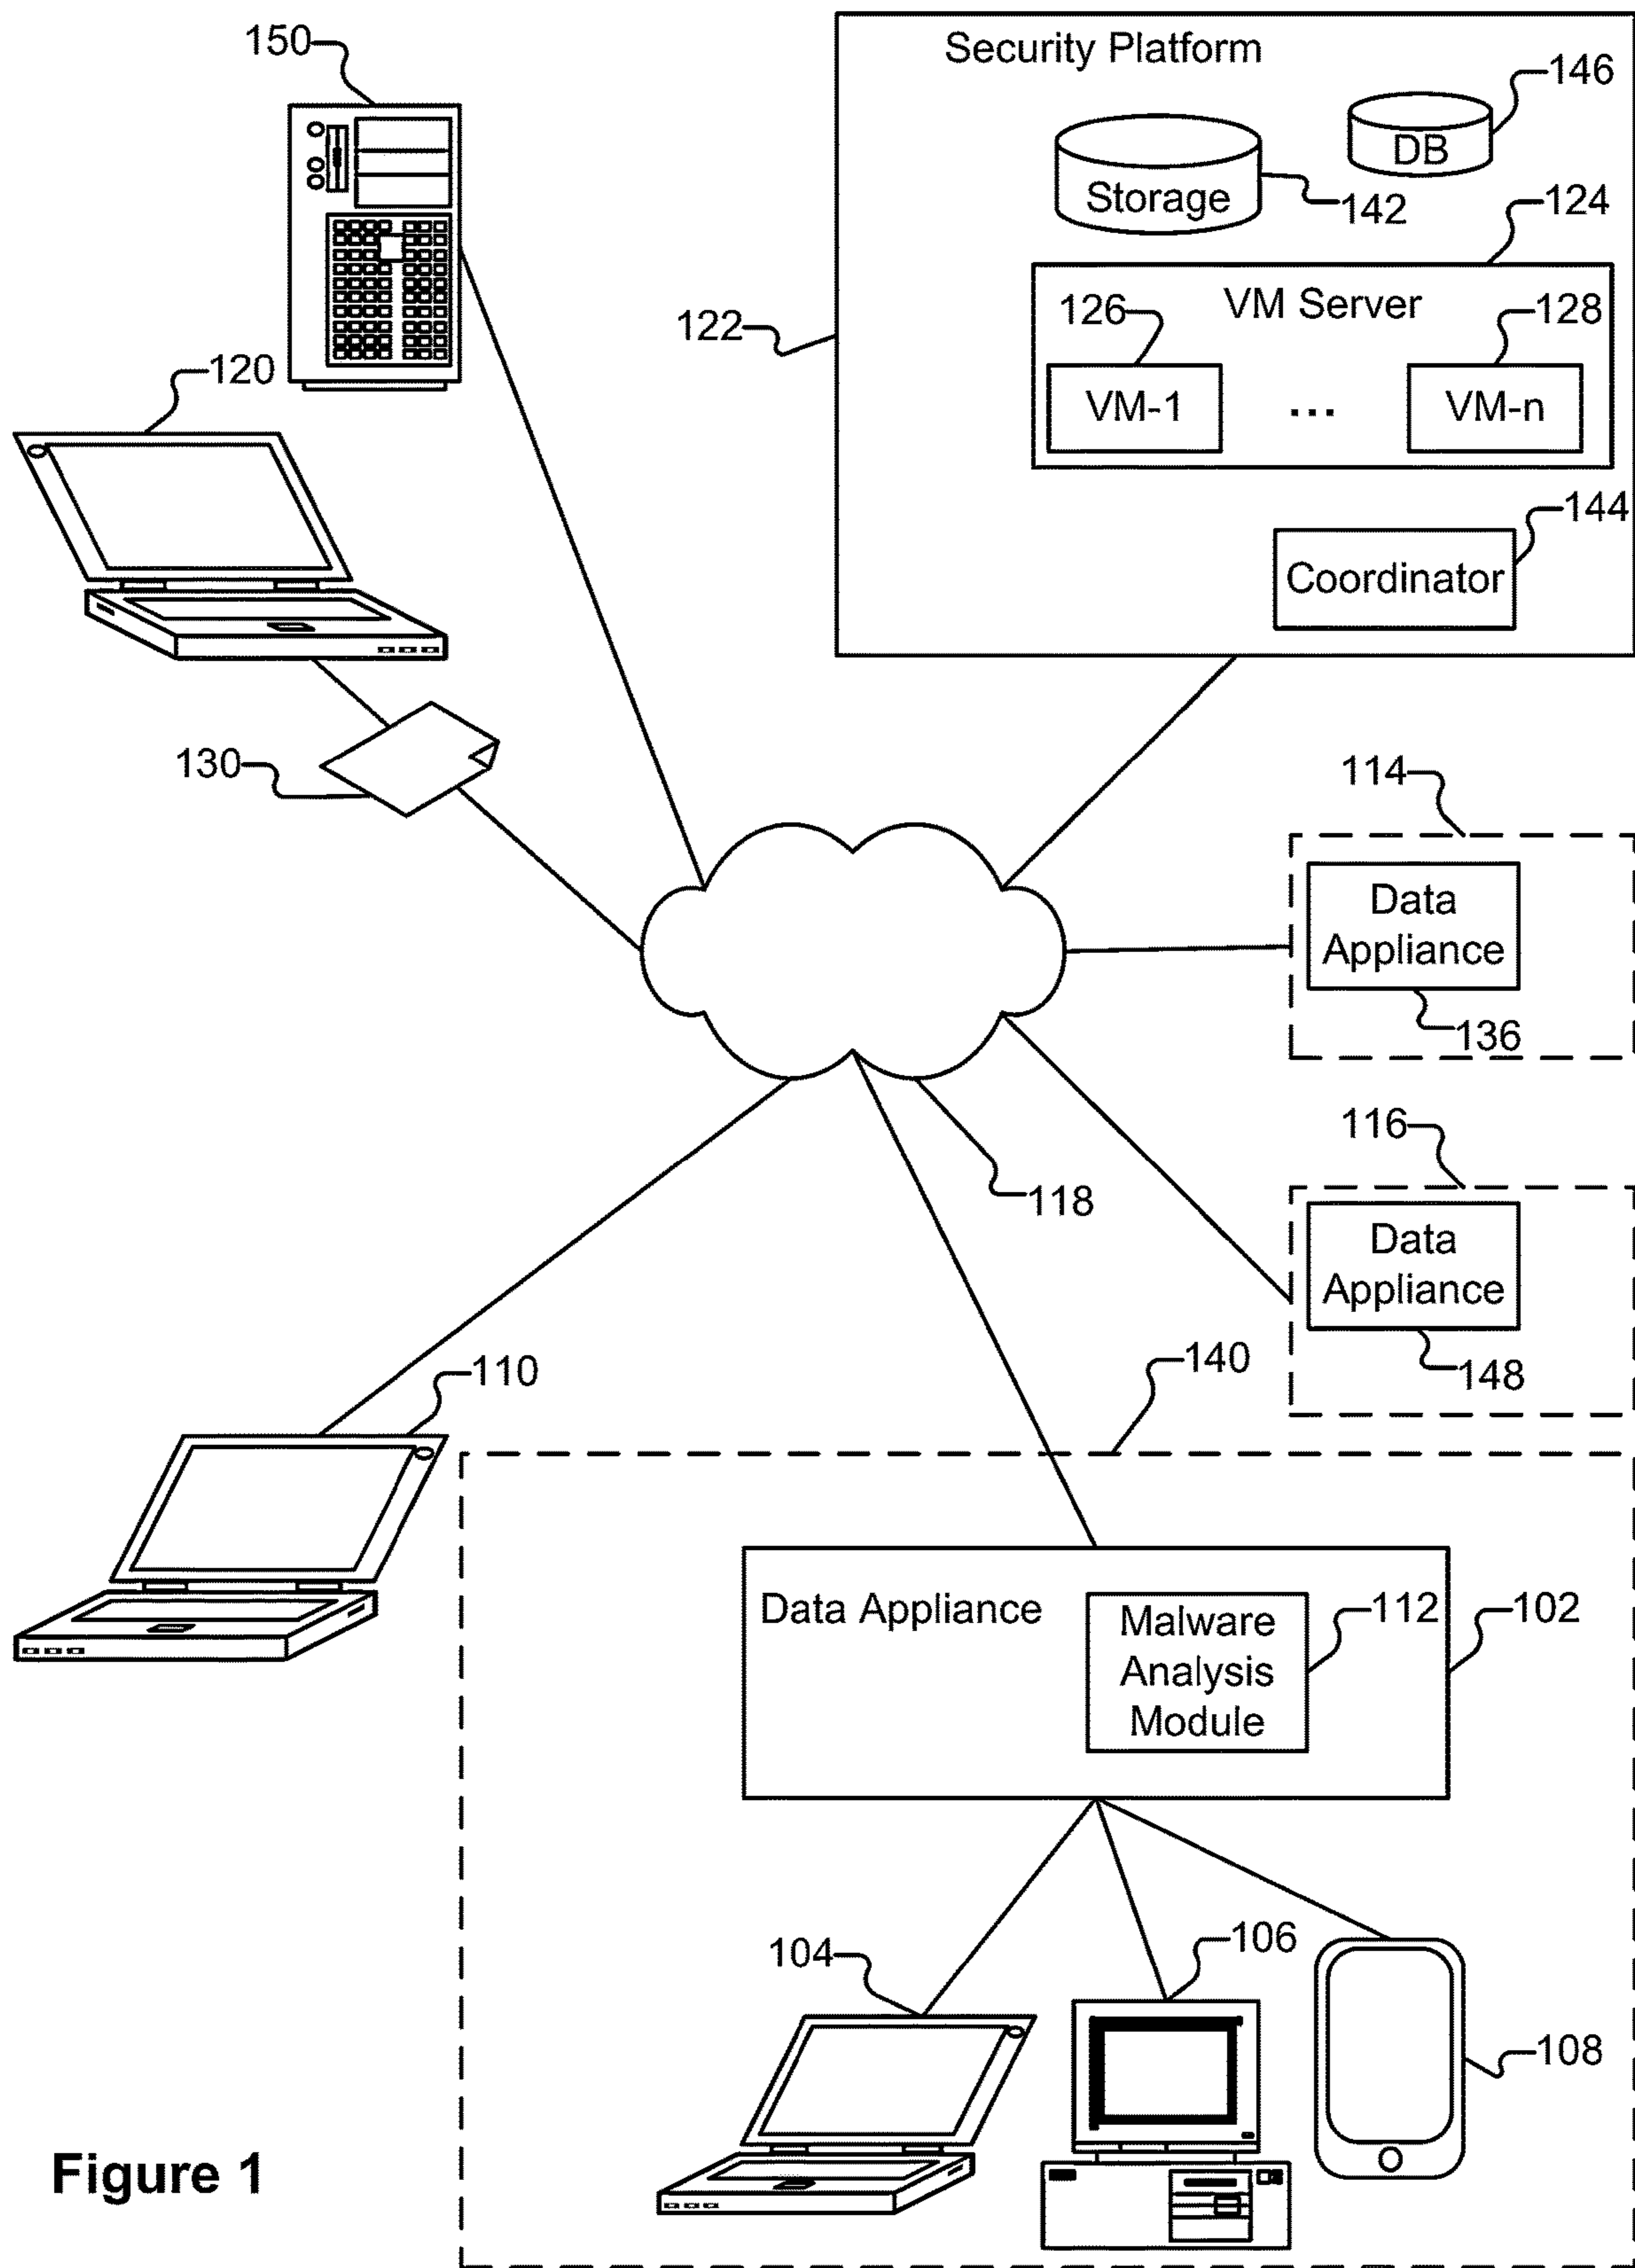 150
Security Platform
146
DB
Storage
142
124
VM Server
126
128
122
VM-1
...
VM-n
120
144
Coordinator
130
114
Data
Appliance
136
116
118
Data
Appliance
148
140
110
Data Appliance
Malware
Analysis
Module
112
102
104
106
108
Figure 1